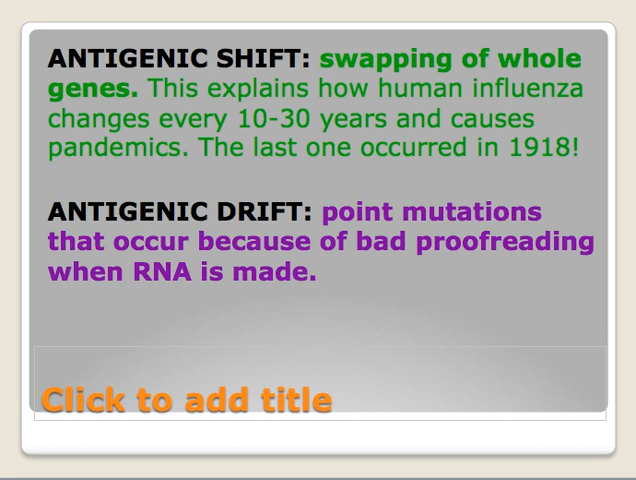 ANTIGENIC SHIFT: swapping of whole
genes. This explains how human influenza
changes every 10-30 years and causes
pandemics. The last one occurred in 1918!
ANTIGENIC DRIFT: point mutations
that occur because of bad proofreading
when RNA is made.
Click to add title